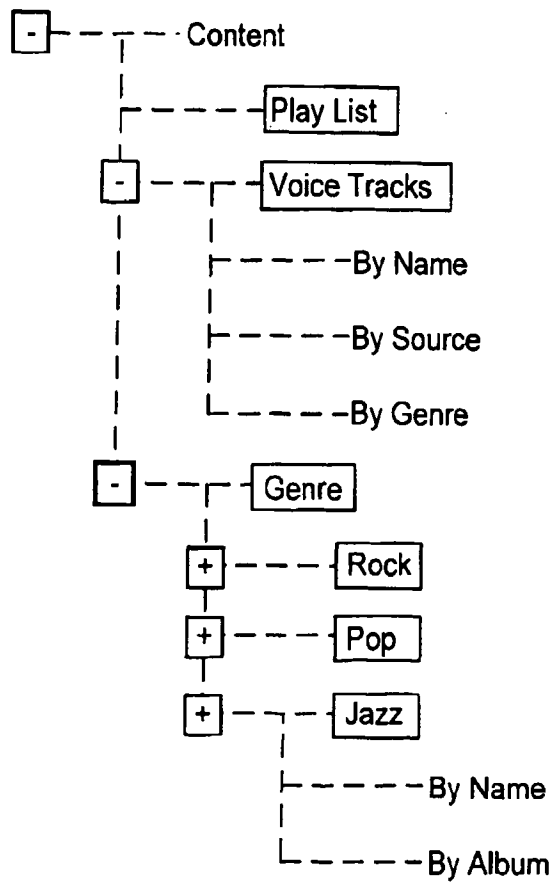 - Content
Play List
- Voice Tracks
By Name
By Source
By Genre
- Genre
+ Rock
+ Pop
+ Jazz
By Name
By Album